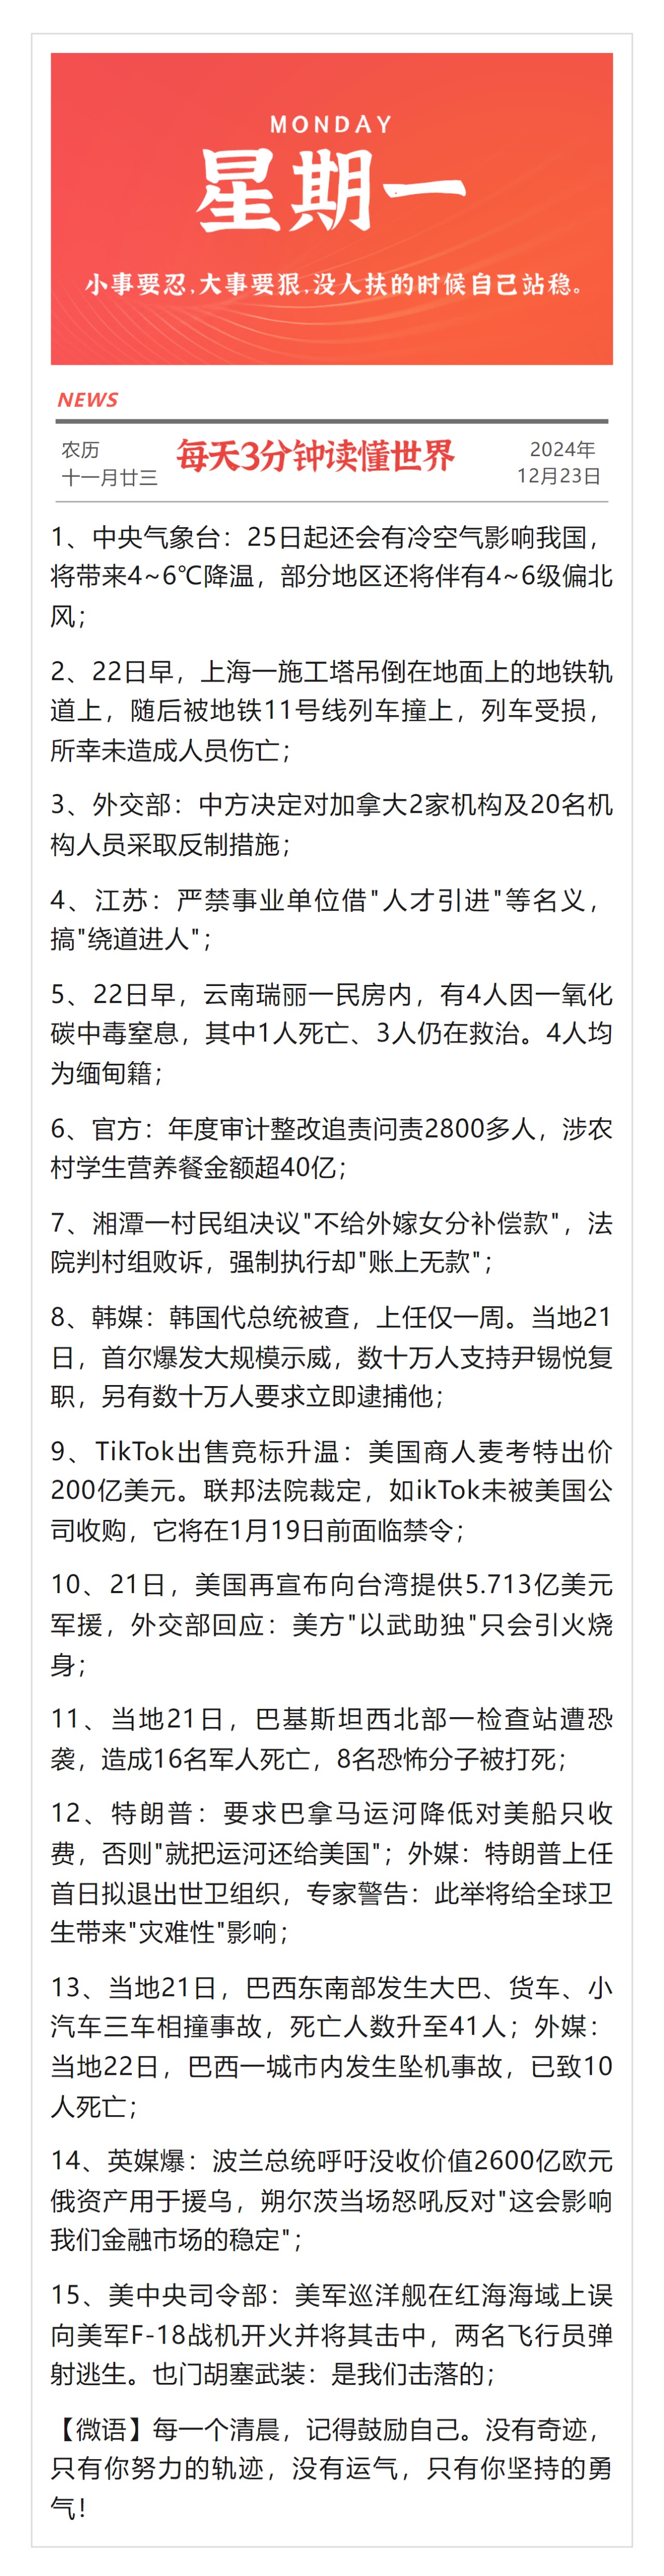 MONDAY
星期一
小事要忍,大事要狠,没人扶的时候自己站稳。
NEWS
农历
十一月廿三
每天3分钟读懂世界
2024年
12月23日
1、中央气象台：25日起还会有冷空气影响我国，
将带来4~6℃降温，部分地区还将伴有4~6级偏北
风；
2、22日早，上海一施工塔吊倒在地面上的地铁轨
道上，随后被地铁11号线列车撞上，列车受损，
所幸未造成人员伤亡；
3、外交部：中方决定对加拿大2家机构及20名机
构人员采取反制措施；
4、江苏：严禁事业单位借"人才引进"等名义，
搞"绕道进人"；
5、22日早，云南瑞丽一民房内，有4人因一氧化
碳中毒窒息，其中1人死亡、3人仍在救治。4人均
为缅甸籍；
6、官方：年度审计整改追责问责2800多人，涉农
村学生营养餐金额超40亿；
7、湘潭一村民组决议"不给外嫁女分补偿款"，法
院判村组败诉，强制执行却"账上无款"；
8、韩媒：韩国代总统被查，上任仅一周。当地21
日，首尔爆发大规模示威，数十万人支持尹锡悦复
职，另有数十万人要求立即逮捕他；
9、TikTok出售竞标升温：美国商人麦考特出价
200亿美元。联邦法院裁定，如ikTok未被美国公
司收购，它将在1月19日前面临禁令；
10、21日，美国再宣布向台湾提供5.713亿美元
军援，外交部回应：美方"以武助独"只会引火烧
身；
11、当地21日，巴基斯坦西北部一检查站遭恐
袭，造成16名军人死亡，8名恐怖分子被打死；
12、特朗普：要求巴拿马运河降低对美船只收
费，否则"就把运河还给美国"；外媒：特朗普上任
首日拟退出世卫组织，专家警告：此举将给全球卫
生带来"灾难性"影响；
13、当地21日，巴西东南部发生大巴、货车、小
汽车三车相撞事故，死亡人数升至41人；外媒：
当地22日，巴西一城市内发生坠机事故，已致10
人死亡；
14、英媒爆：波兰总统呼吁没收价值2600亿欧元
俄资产用于援乌，朔尔茨当场怒吼反对"这会影响
我们金融市场的稳定"；
15、美中央司令部：美军巡洋舰在红海海域上误
向美军F-18战机开火并将其击中，两名飞行员弹
射逃生。也门胡塞武装：是我们击落的；
【微语】每一个清晨，记得鼓励自己。没有奇迹，
只有你努力的轨迹，没有运气，只有你坚持的勇
气！